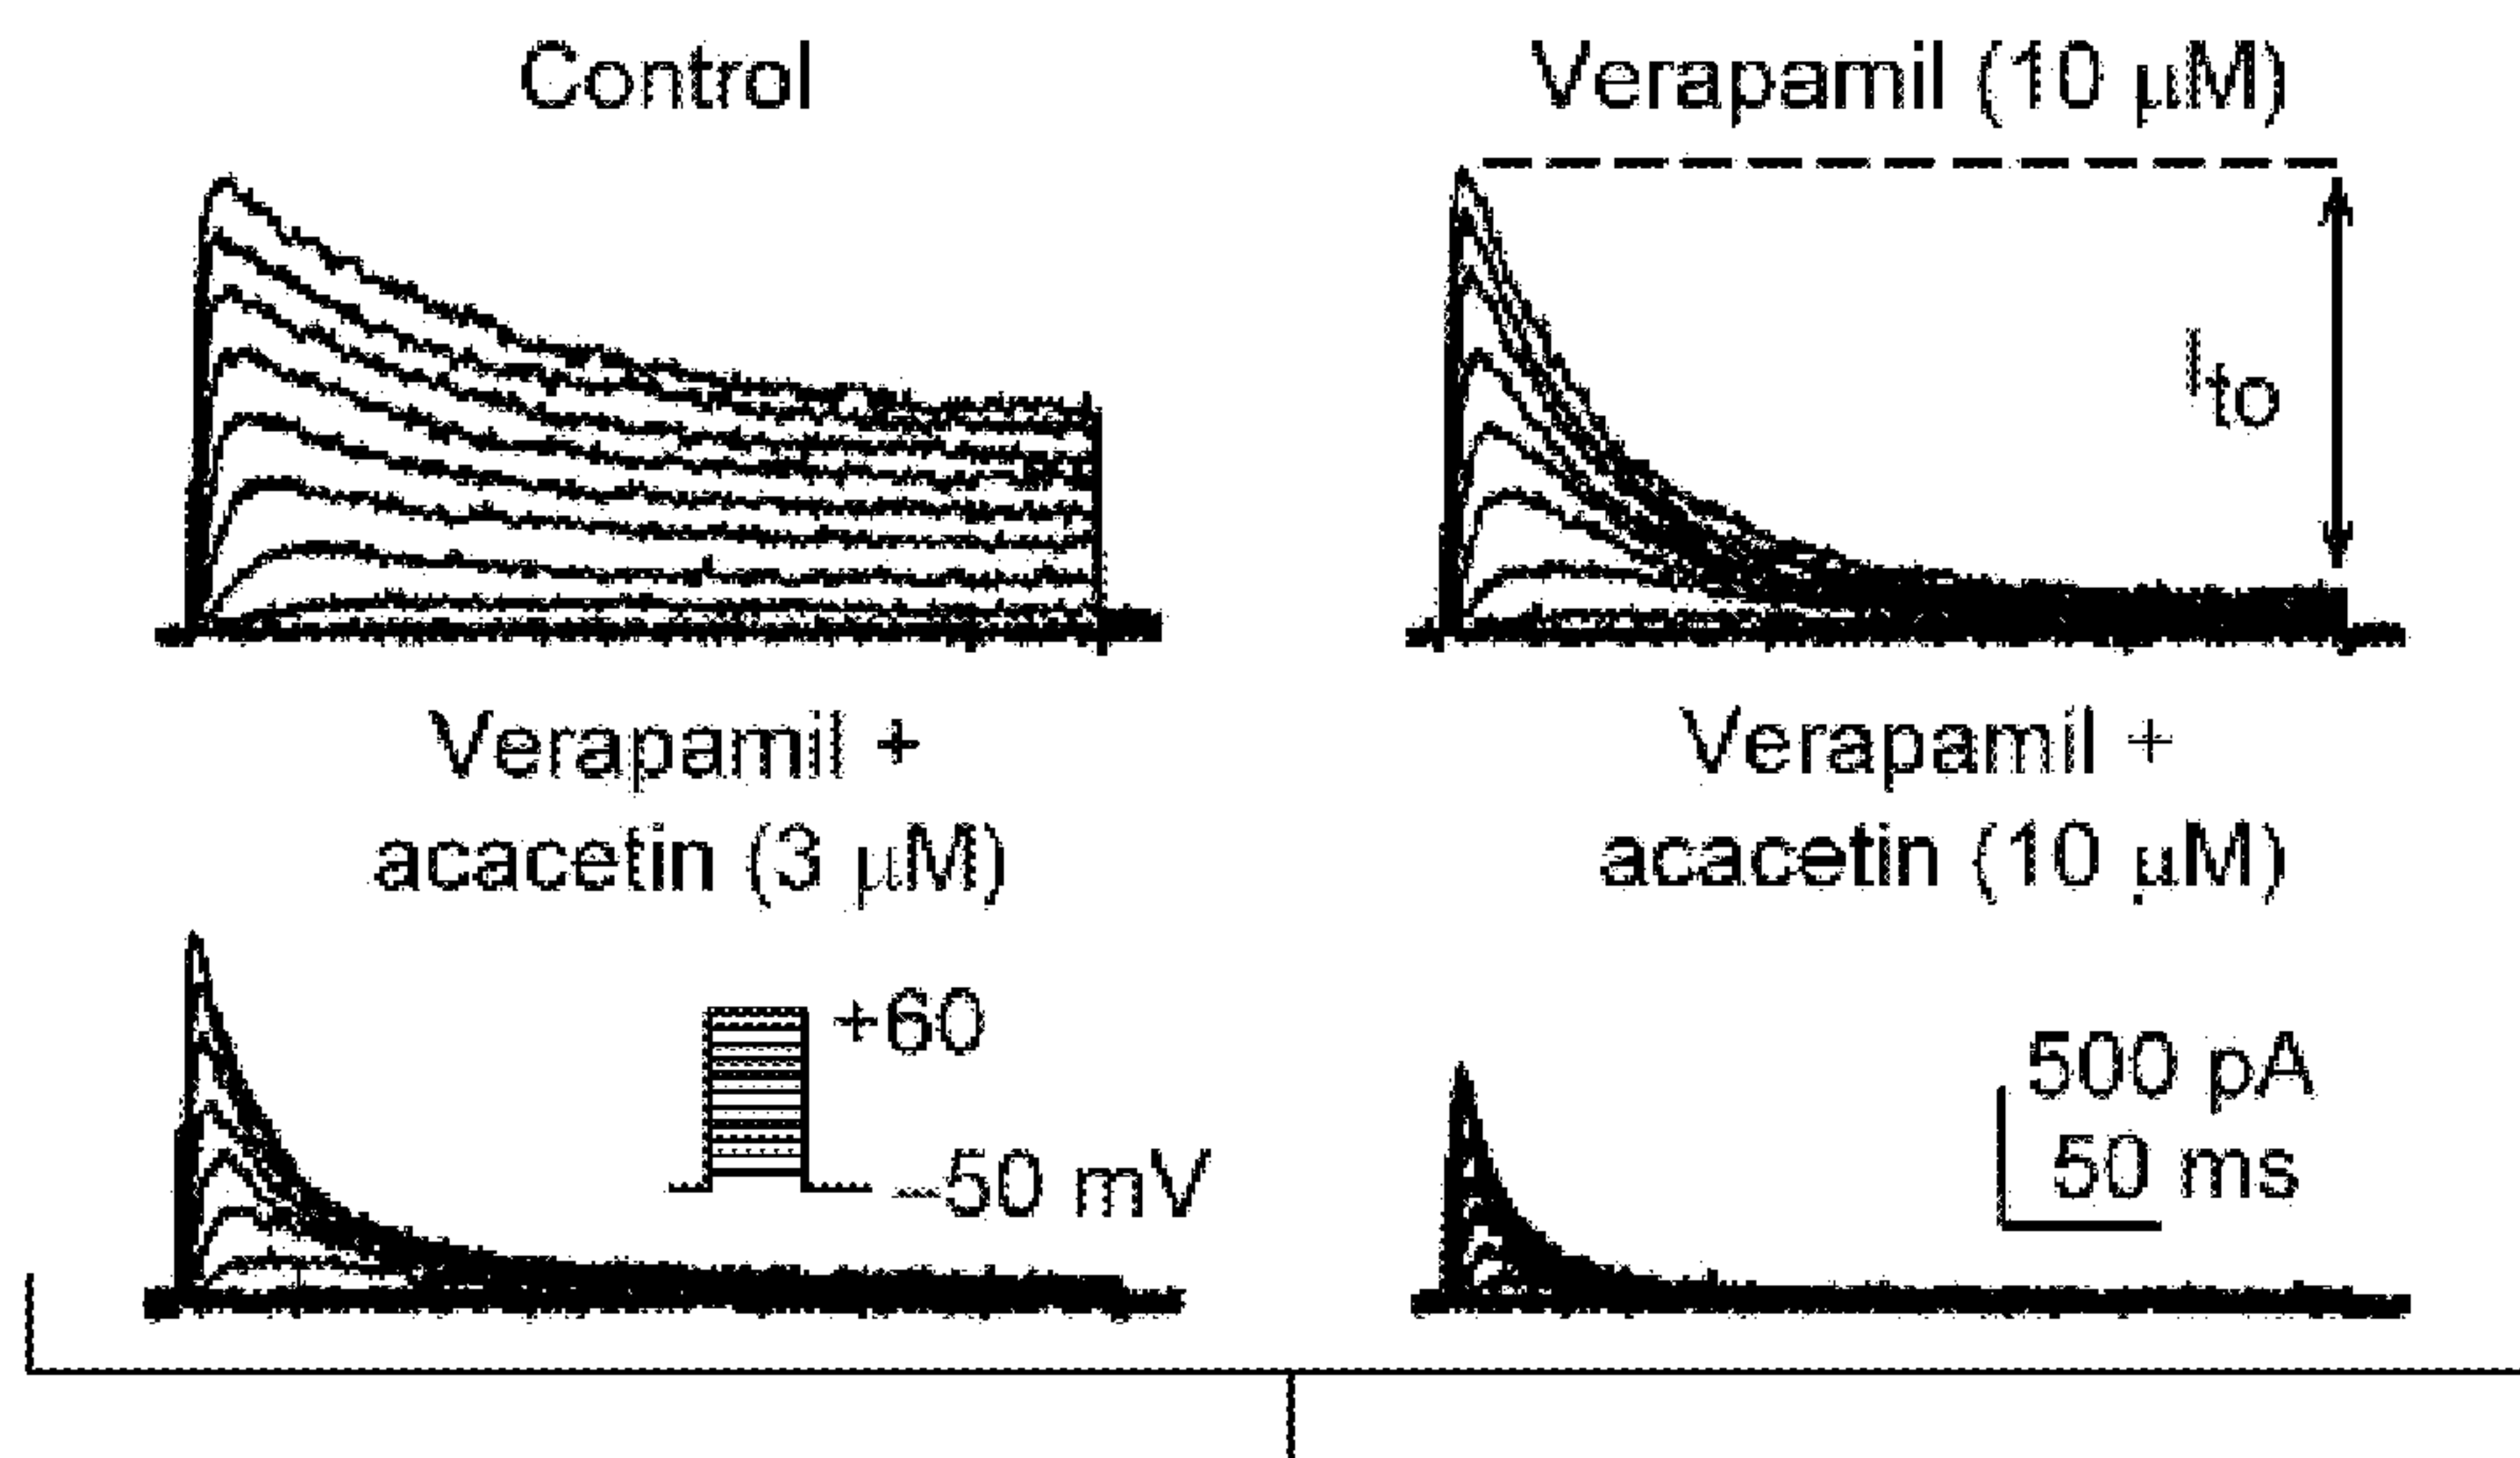 Control
Verapamil (10 µM)
Ito
Verapamil +
acacetin (3 µM)
Verapamil +
acacetin (10 µM)
+60
–50 mV
500 pA
50 ms